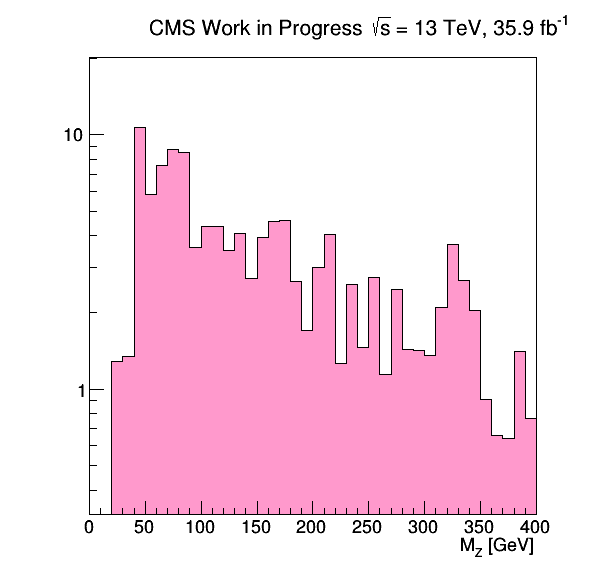 CMS Work in Progress √s = 13 TeV, 35.9 fb⁻¹
10
1
0 50 100 150 200 250 300 350 400
M_Z [GeV]